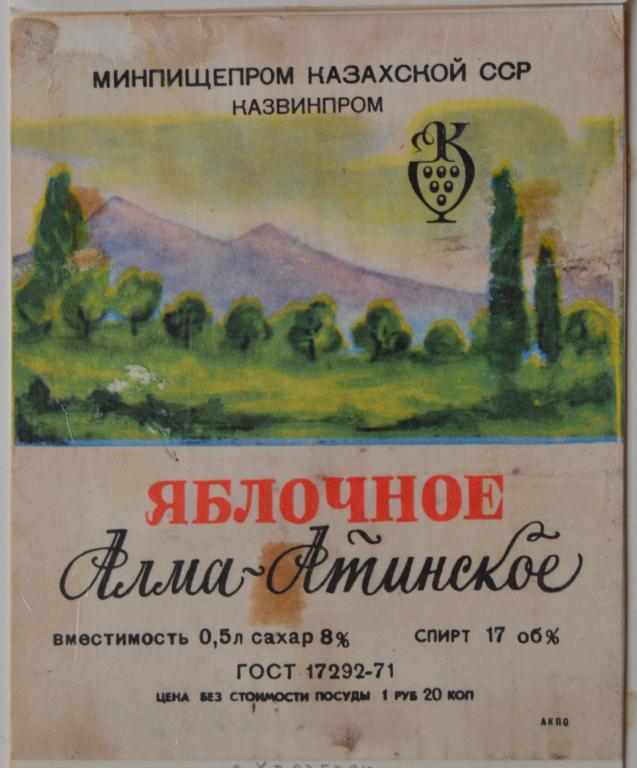 МИНПИЩЕПРОМ КАЗАХСКОЙ ССР
КАЗВИНПРОМ
К
ЯБЛОЧНОЕ
Алма-Атинское
ВМЕСТИМОСТЬ 0,5л САХАР 8% СПИРТ 17 об%
ГОСТ 17292-71
ЦЕНА БЕЗ СТОИМОСТИ ПОСУДЫ 1 РУБ 20 КОП
АКПО